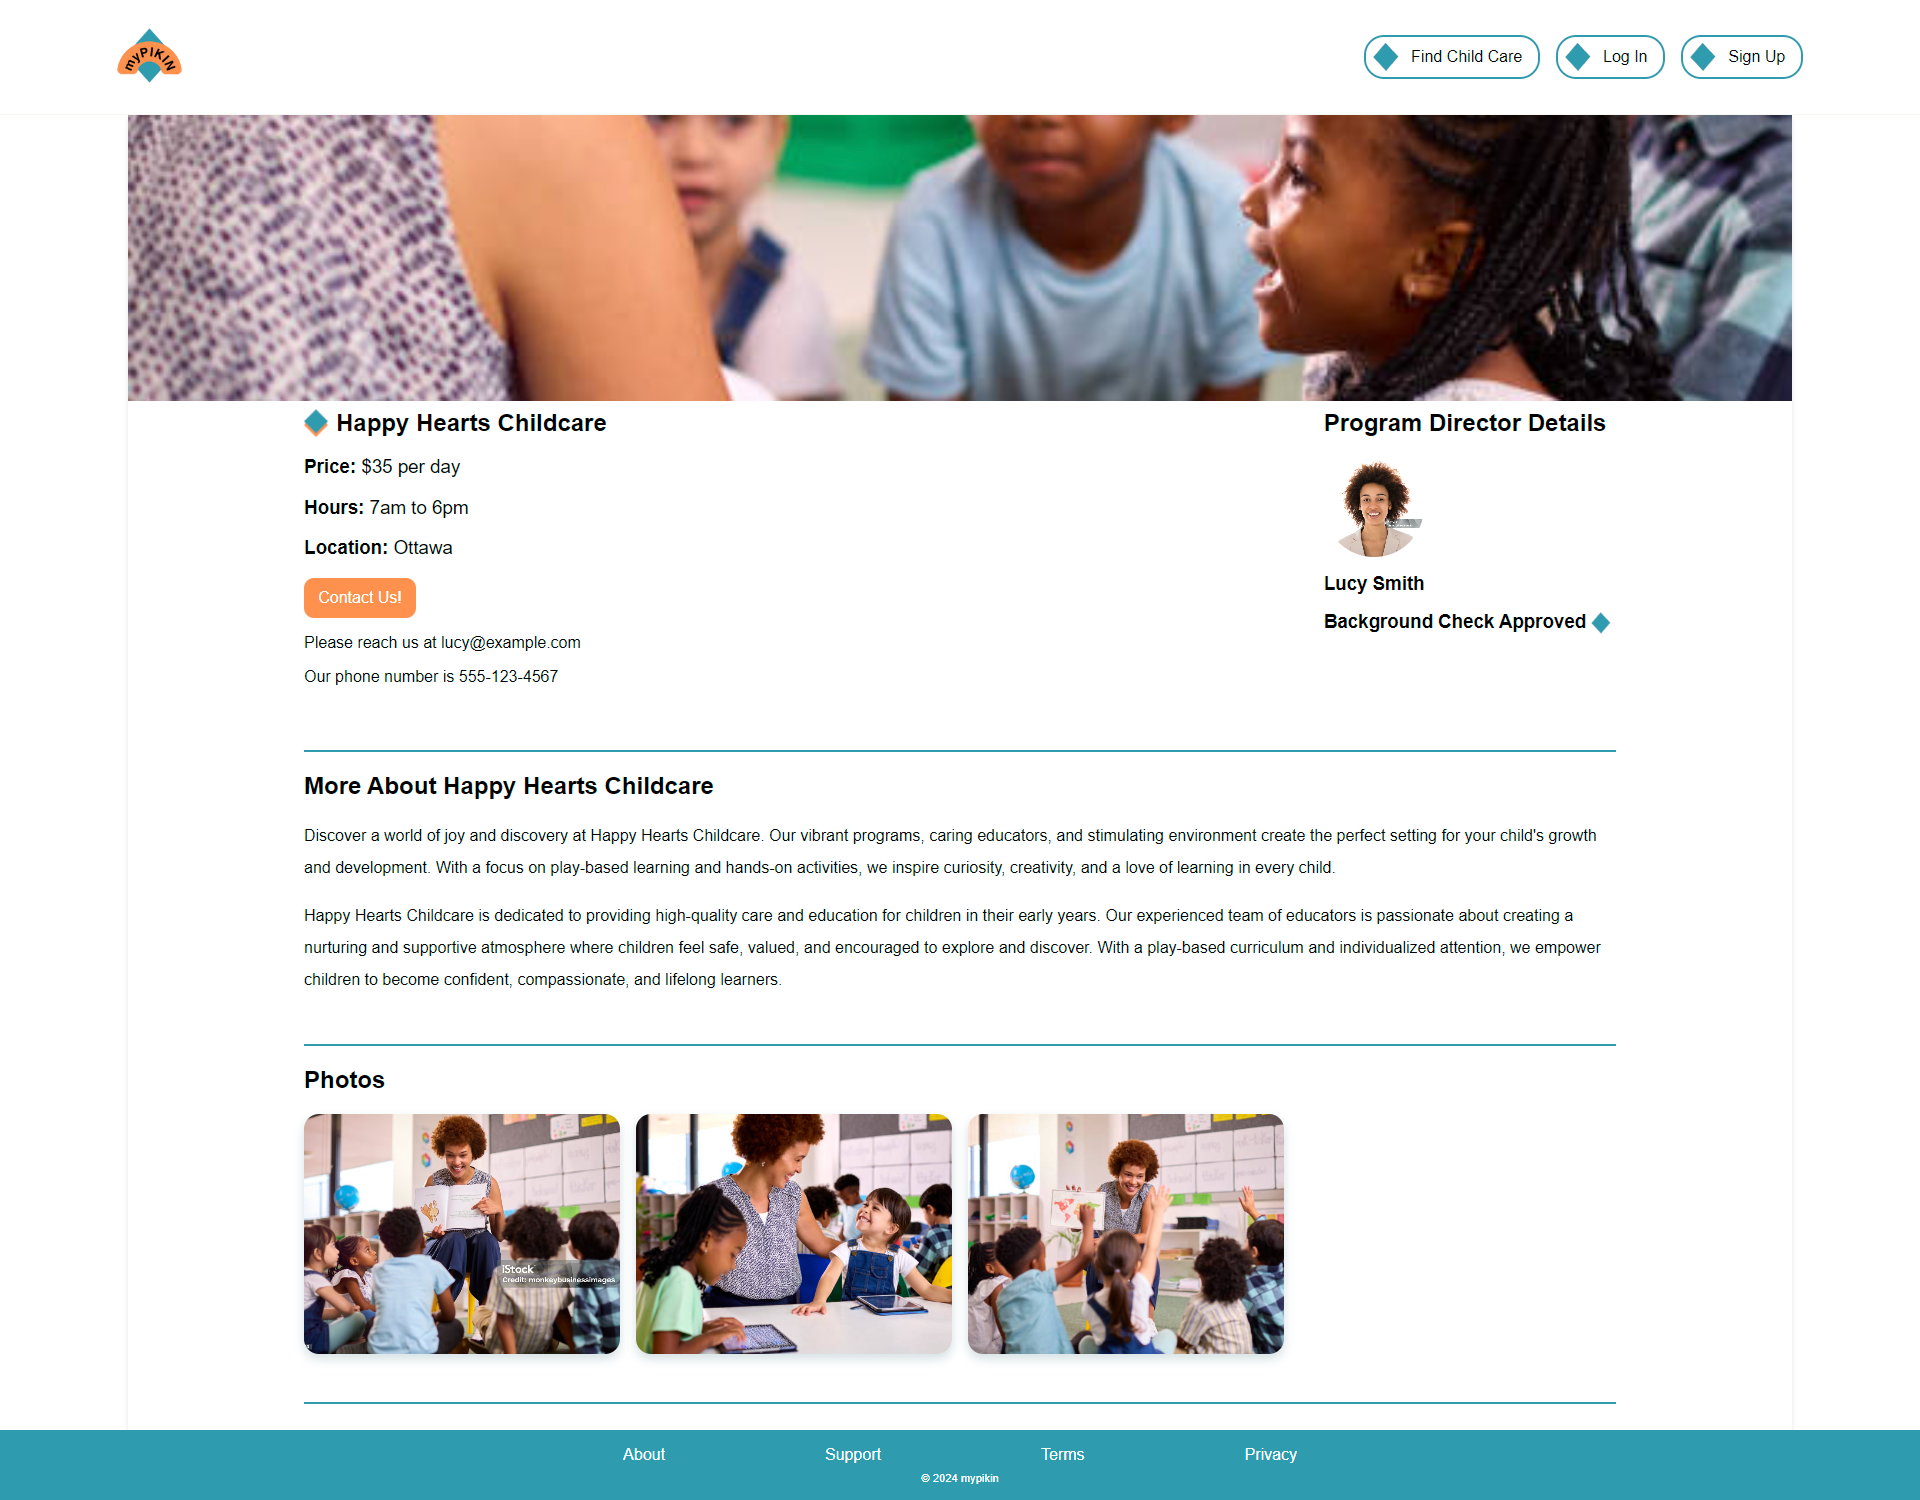 myPIKIN
Find Child Care
Log In
Sign Up
Happy Hearts Childcare
Price: $35 per day
Hours: 7am to 6pm
Location: Ottawa
Contact Us!
Please reach us at lucy@example.com
Our phone number is 555-123-4567
Program Director Details
Lucy Smith
Background Check Approved
More About Happy Hearts Childcare
Discover a world of joy and discovery at Happy Hearts Childcare. Our vibrant programs, caring educators, and stimulating environment create the perfect setting for your child's growth
and development. With a focus on play-based learning and hands-on activities, we inspire curiosity, creativity, and a love of learning in every child.
Happy Hearts Childcare is dedicated to providing high-quality care and education for children in their early years. Our experienced team of educators is passionate about creating a
nurturing and supportive atmosphere where children feel safe, valued, and encouraged to explore and discover. With a play-based curriculum and individualized attention, we empower
children to become confident, compassionate, and lifelong learners.
Photos
iStock
Credit: monkeybusinessimages
About
Support
Terms
Privacy
© 2024 mypikin